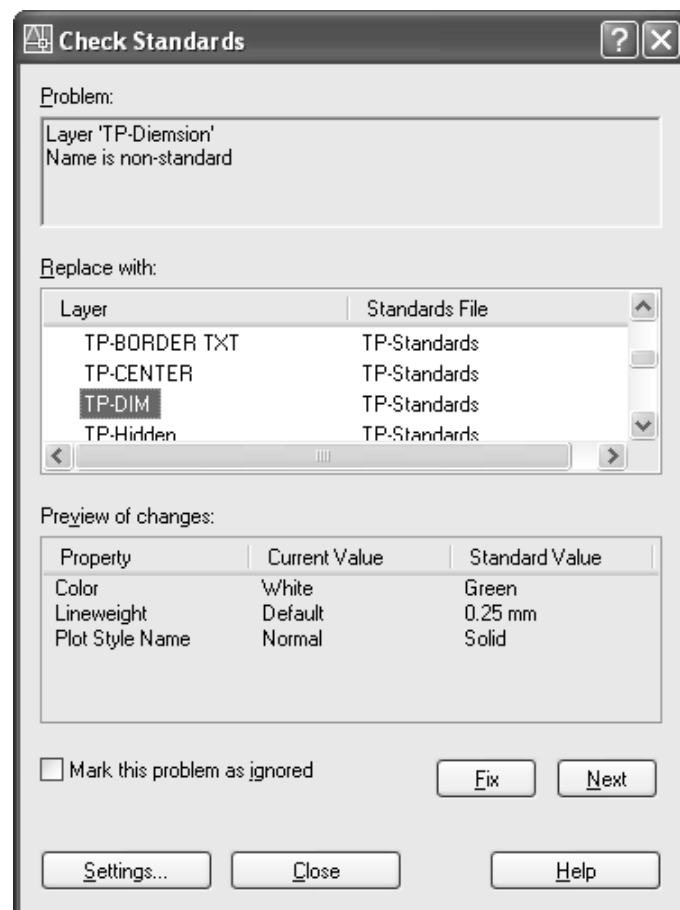 Check Standards
Problem:
Layer 'TP-Diemsion'
Name is non-standard
Replace with:
Layer Standards File
TP-BORDER TXT TP-Standards
TP-CENTER TP-Standards
TP-DIM TP-Standards
TP-Hidden TP-Standards
Preview of changes:
Property Current Value Standard Value
Color White Green
Lineweight Default 0.25 mm
Plot Style Name Normal Solid
Mark this problem as ignored Fix Next
Settings... Close Help